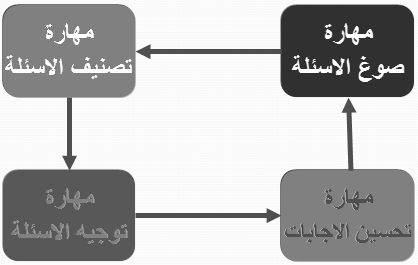 مهارة
صوغ الاسئلة
مهارة
تصنيف الاسئلة
مهارة
توجيه الاسئلة
مهارة
تحسين الاجابات